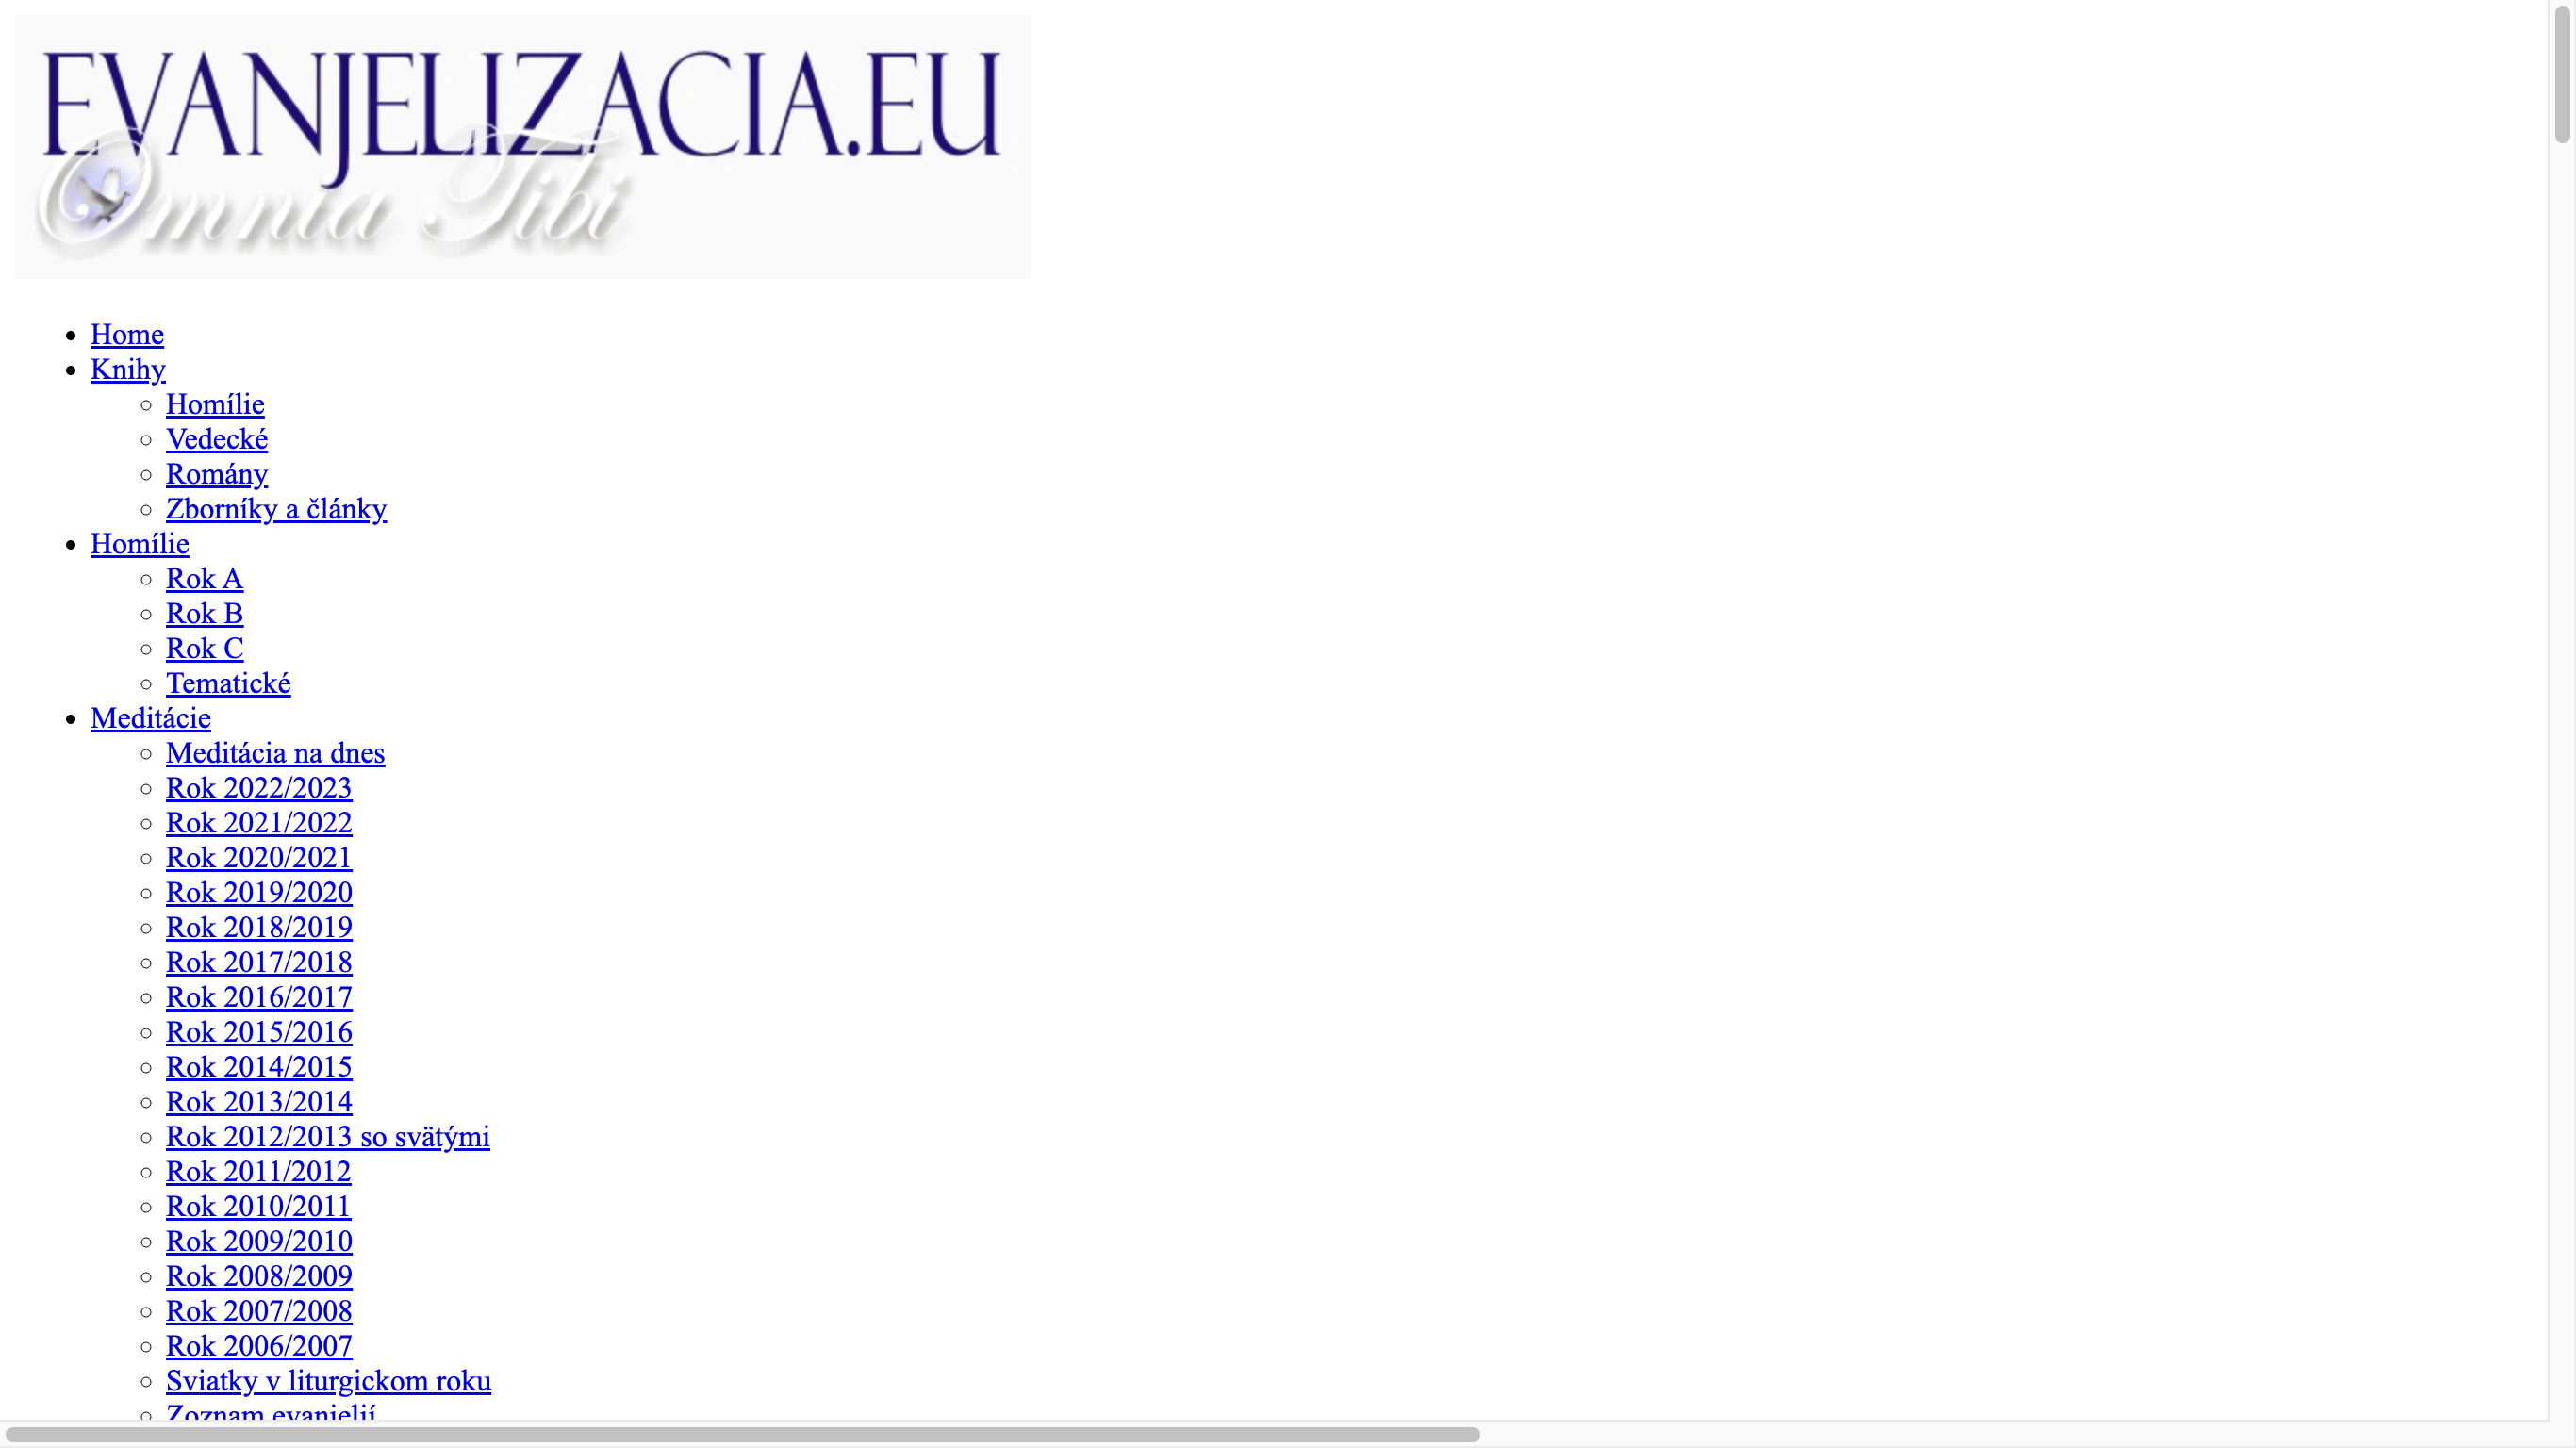 EVANJELIZACIA.EU
Omnia Tibi
Home
Knihy
Homílie
Vedecké
Romány
Zborníky a články
Homílie
Rok A
Rok B
Rok C
Tematické
Meditácie
Meditácia na dnes
Rok 2022/2023
Rok 2021/2022
Rok 2020/2021
Rok 2019/2020
Rok 2018/2019
Rok 2017/2018
Rok 2016/2017
Rok 2015/2016
Rok 2014/2015
Rok 2013/2014
Rok 2012/2013 so svätými
Rok 2011/2012
Rok 2010/2011
Rok 2009/2010
Rok 2008/2009
Rok 2007/2008
Rok 2006/2007
Sviatky v liturgickom roku
Zoznam evanjelií